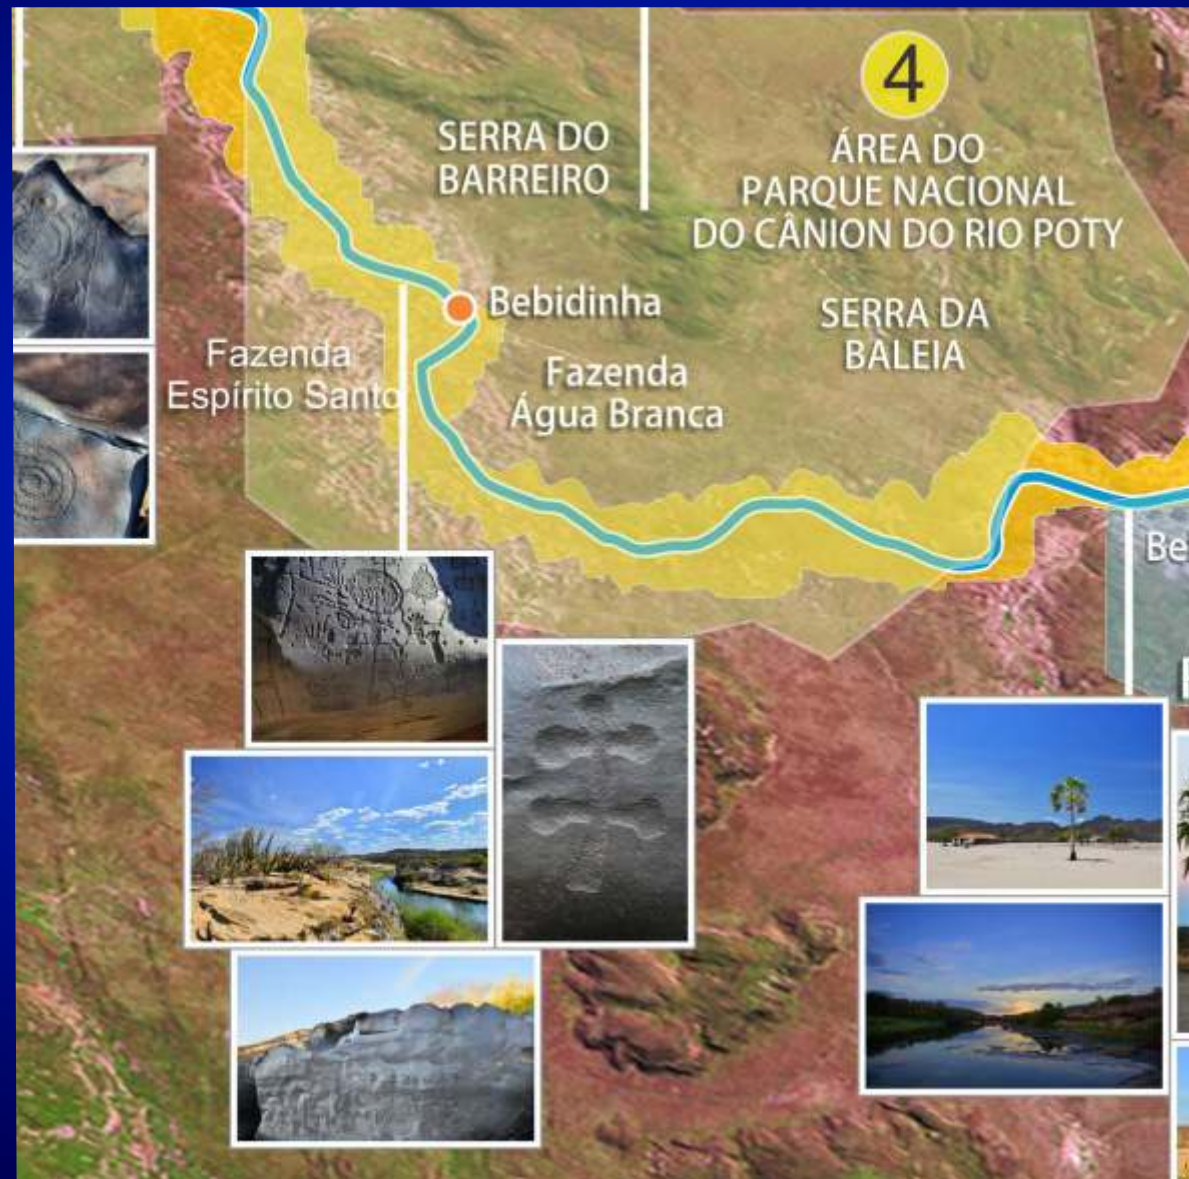 4
ÁREA DO
PARQUE NACIONAL
DO CÂNION DO RIO POTY
SERRA DO
BARREIRO
Bebidinha
SERRA DA
BALEIA
Fazenda
Espírito Santo
Fazenda
Água Branca
Be